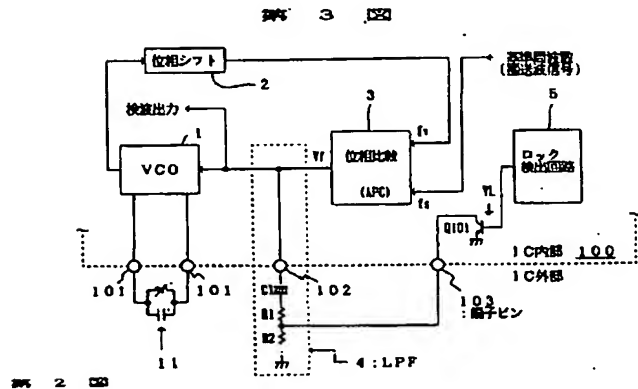 第 3 図
位相シフト
2
基準周波数
(搬送波信号)
検波出力
1
VCO
3
位相比較
(APC)
Vf
fv
fs
5
ロック
検出回路
VL
Q101
IC内部 100
IC外部
101
101
102
103
:端子ピン
C1
R1
R2
11
4:LPF
第 2 図